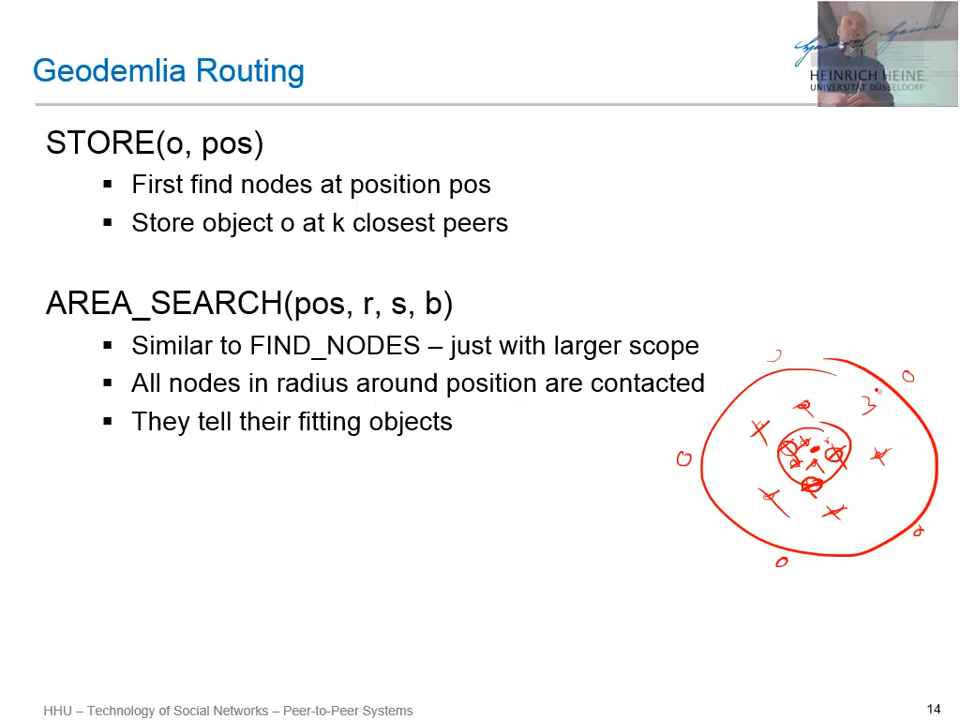 Geodemlia Routing
HEINRICH HEINE
UNIVERSITÄT DÜSSELDORF
STORE(o, pos)
▪ First find nodes at position pos
▪ Store object o at k closest peers
AREA_SEARCH(pos, r, s, b)
▪ Similar to FIND_NODES – just with larger scope
▪ All nodes in radius around position are contacted
▪ They tell their fitting objects
HHU – Technology of Social Networks – Peer-to-Peer Systems
14